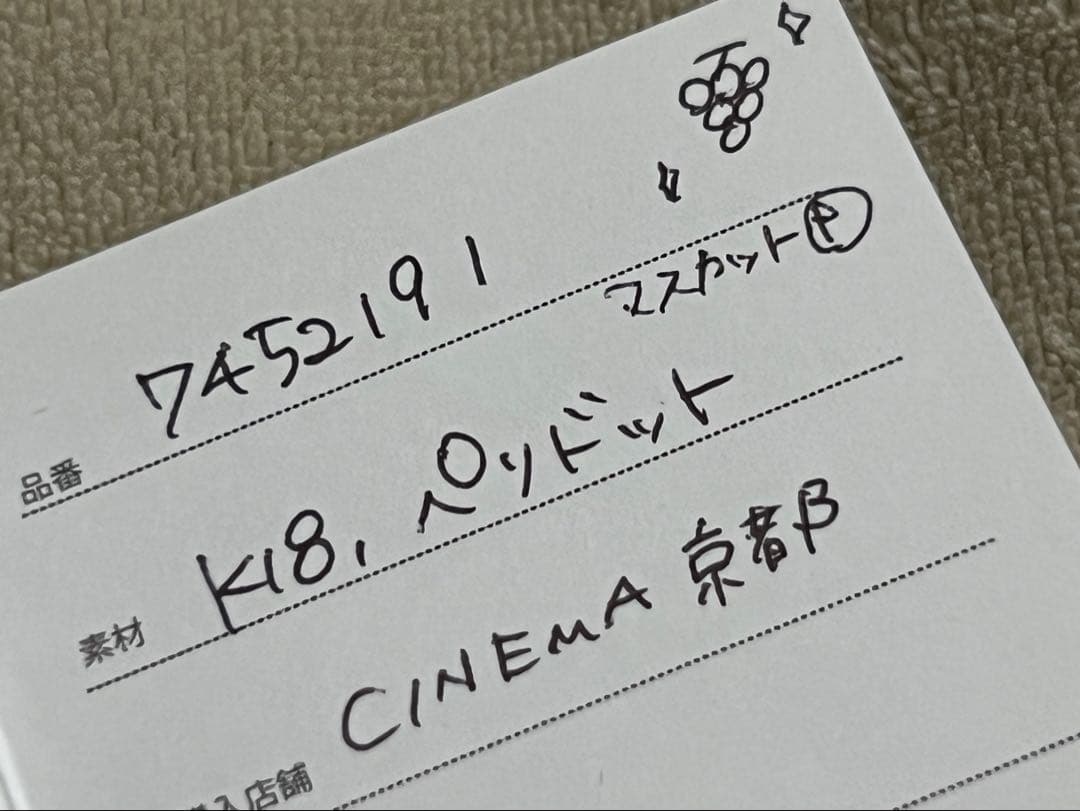 品番 7452191
マスカットⓅ
素材 K18, ペリドット
入店舗 CINEMA 京都